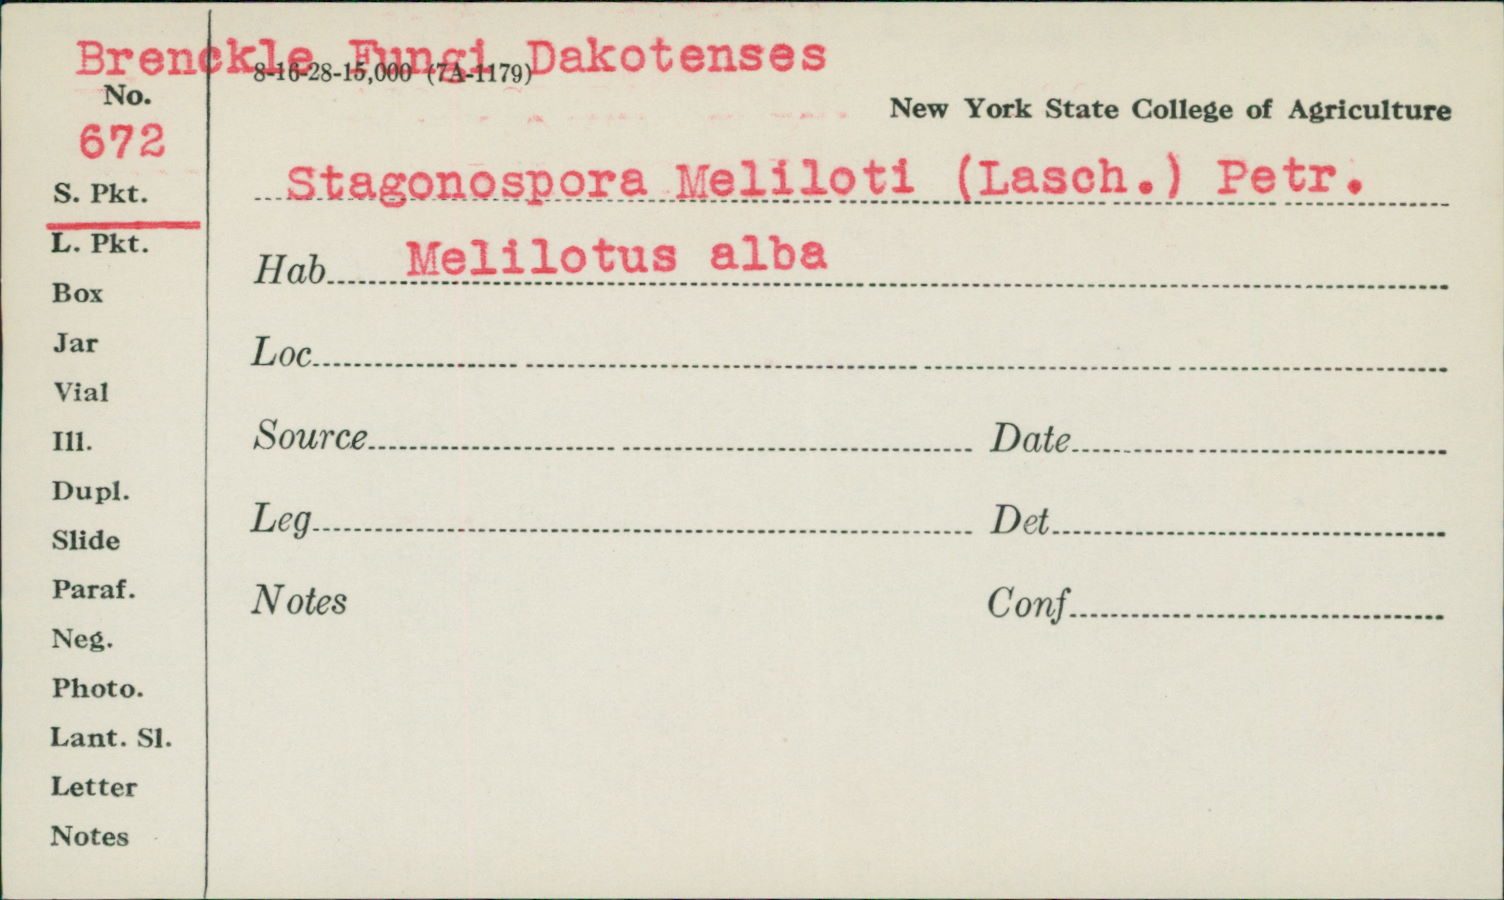 Brenckle Fungi Dakotenses
8-16-28-15,000 (7A-1179)
No.
New York State College of Agriculture
672
Stagonospora Meliloti (Lasch.) Petr.
S. Pkt.
L. Pkt.
Hab. Melilotus alba
Box
Jar
Loc.
Vial
Ill.
Source Date
Dupl.
Leg. Det.
Slide
Paraf.
Notes Conf.
Neg.
Photo.
Lant. Sl.
Letter
Notes